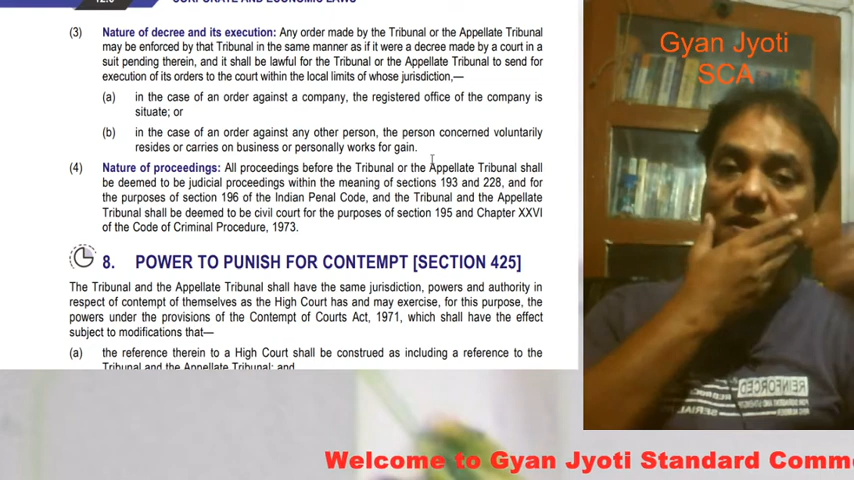 CORPORATE AND ECONOMIC LAWS
(3) Nature of decree and its execution: Any order made by the Tribunal or the Appellate Tribunal
may be enforced by that Tribunal in the same manner as if it were a decree made by a court in a
suit pending therein, and it shall be lawful for the Tribunal or the Appellate Tribunal to send for
execution of its orders to the court within the local limits of whose jurisdiction,—
(a) in the case of an order against a company, the registered office of the company is
situate; or
(b) in the case of an order against any other person, the person concerned voluntarily
resides or carries on business or personally works for gain.
(4) Nature of proceedings: All proceedings before the Tribunal or the Appellate Tribunal shall
be deemed to be judicial proceedings within the meaning of sections 193 and 228, and for
the purposes of section 196 of the Indian Penal Code, and the Tribunal and the Appellate
Tribunal shall be deemed to be civil court for the purposes of section 195 and Chapter XXVI
of the Code of Criminal Procedure, 1973.
8. POWER TO PUNISH FOR CONTEMPT [SECTION 425]
The Tribunal and the Appellate Tribunal shall have the same jurisdiction, powers and authority in
respect of contempt of themselves as the High Court has and may exercise, for this purpose, the
powers under the provisions of the Contempt of Courts Act, 1971, which shall have the effect
subject to modifications that—
(a) the reference therein to a High Court shall be construed as including a reference to the
Tribunal and the Appellate Tribunal; and
Gyan Jyoti
SCA
REINFORCED
SERIAL
Welcome to Gyan Jyoti Standard Comm